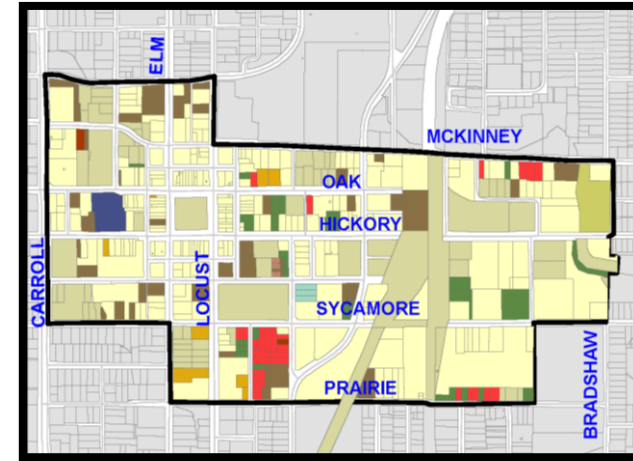 ELM
MCKINNEY
OAK
HICKORY
CARROLL
LOCUST
SYCAMORE
PRAIRIE
BRADSHAW